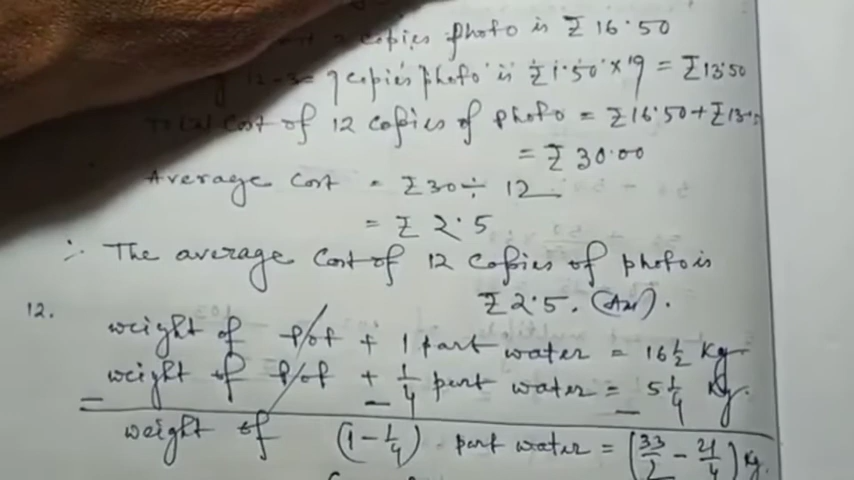 copies photo is ₹ 16.50
12-3= 9 copies photo is ₹1.50 × 9 = ₹13.50
Total cost of 12 copies of photo = ₹16.50+₹13.
= ₹ 30.00
Average cost = ₹30 ÷ 12
= ₹ 2.5
∴ The average cost of 12 copies of photo is
₹2.5. (Ans).
12.
weight of pot + 1 part water = 16½ kg.
weight of pot + ¼ part water = 5¼ kg.
− − −
weight of (1-¼) part water = (33/2 − 21/4) kg.